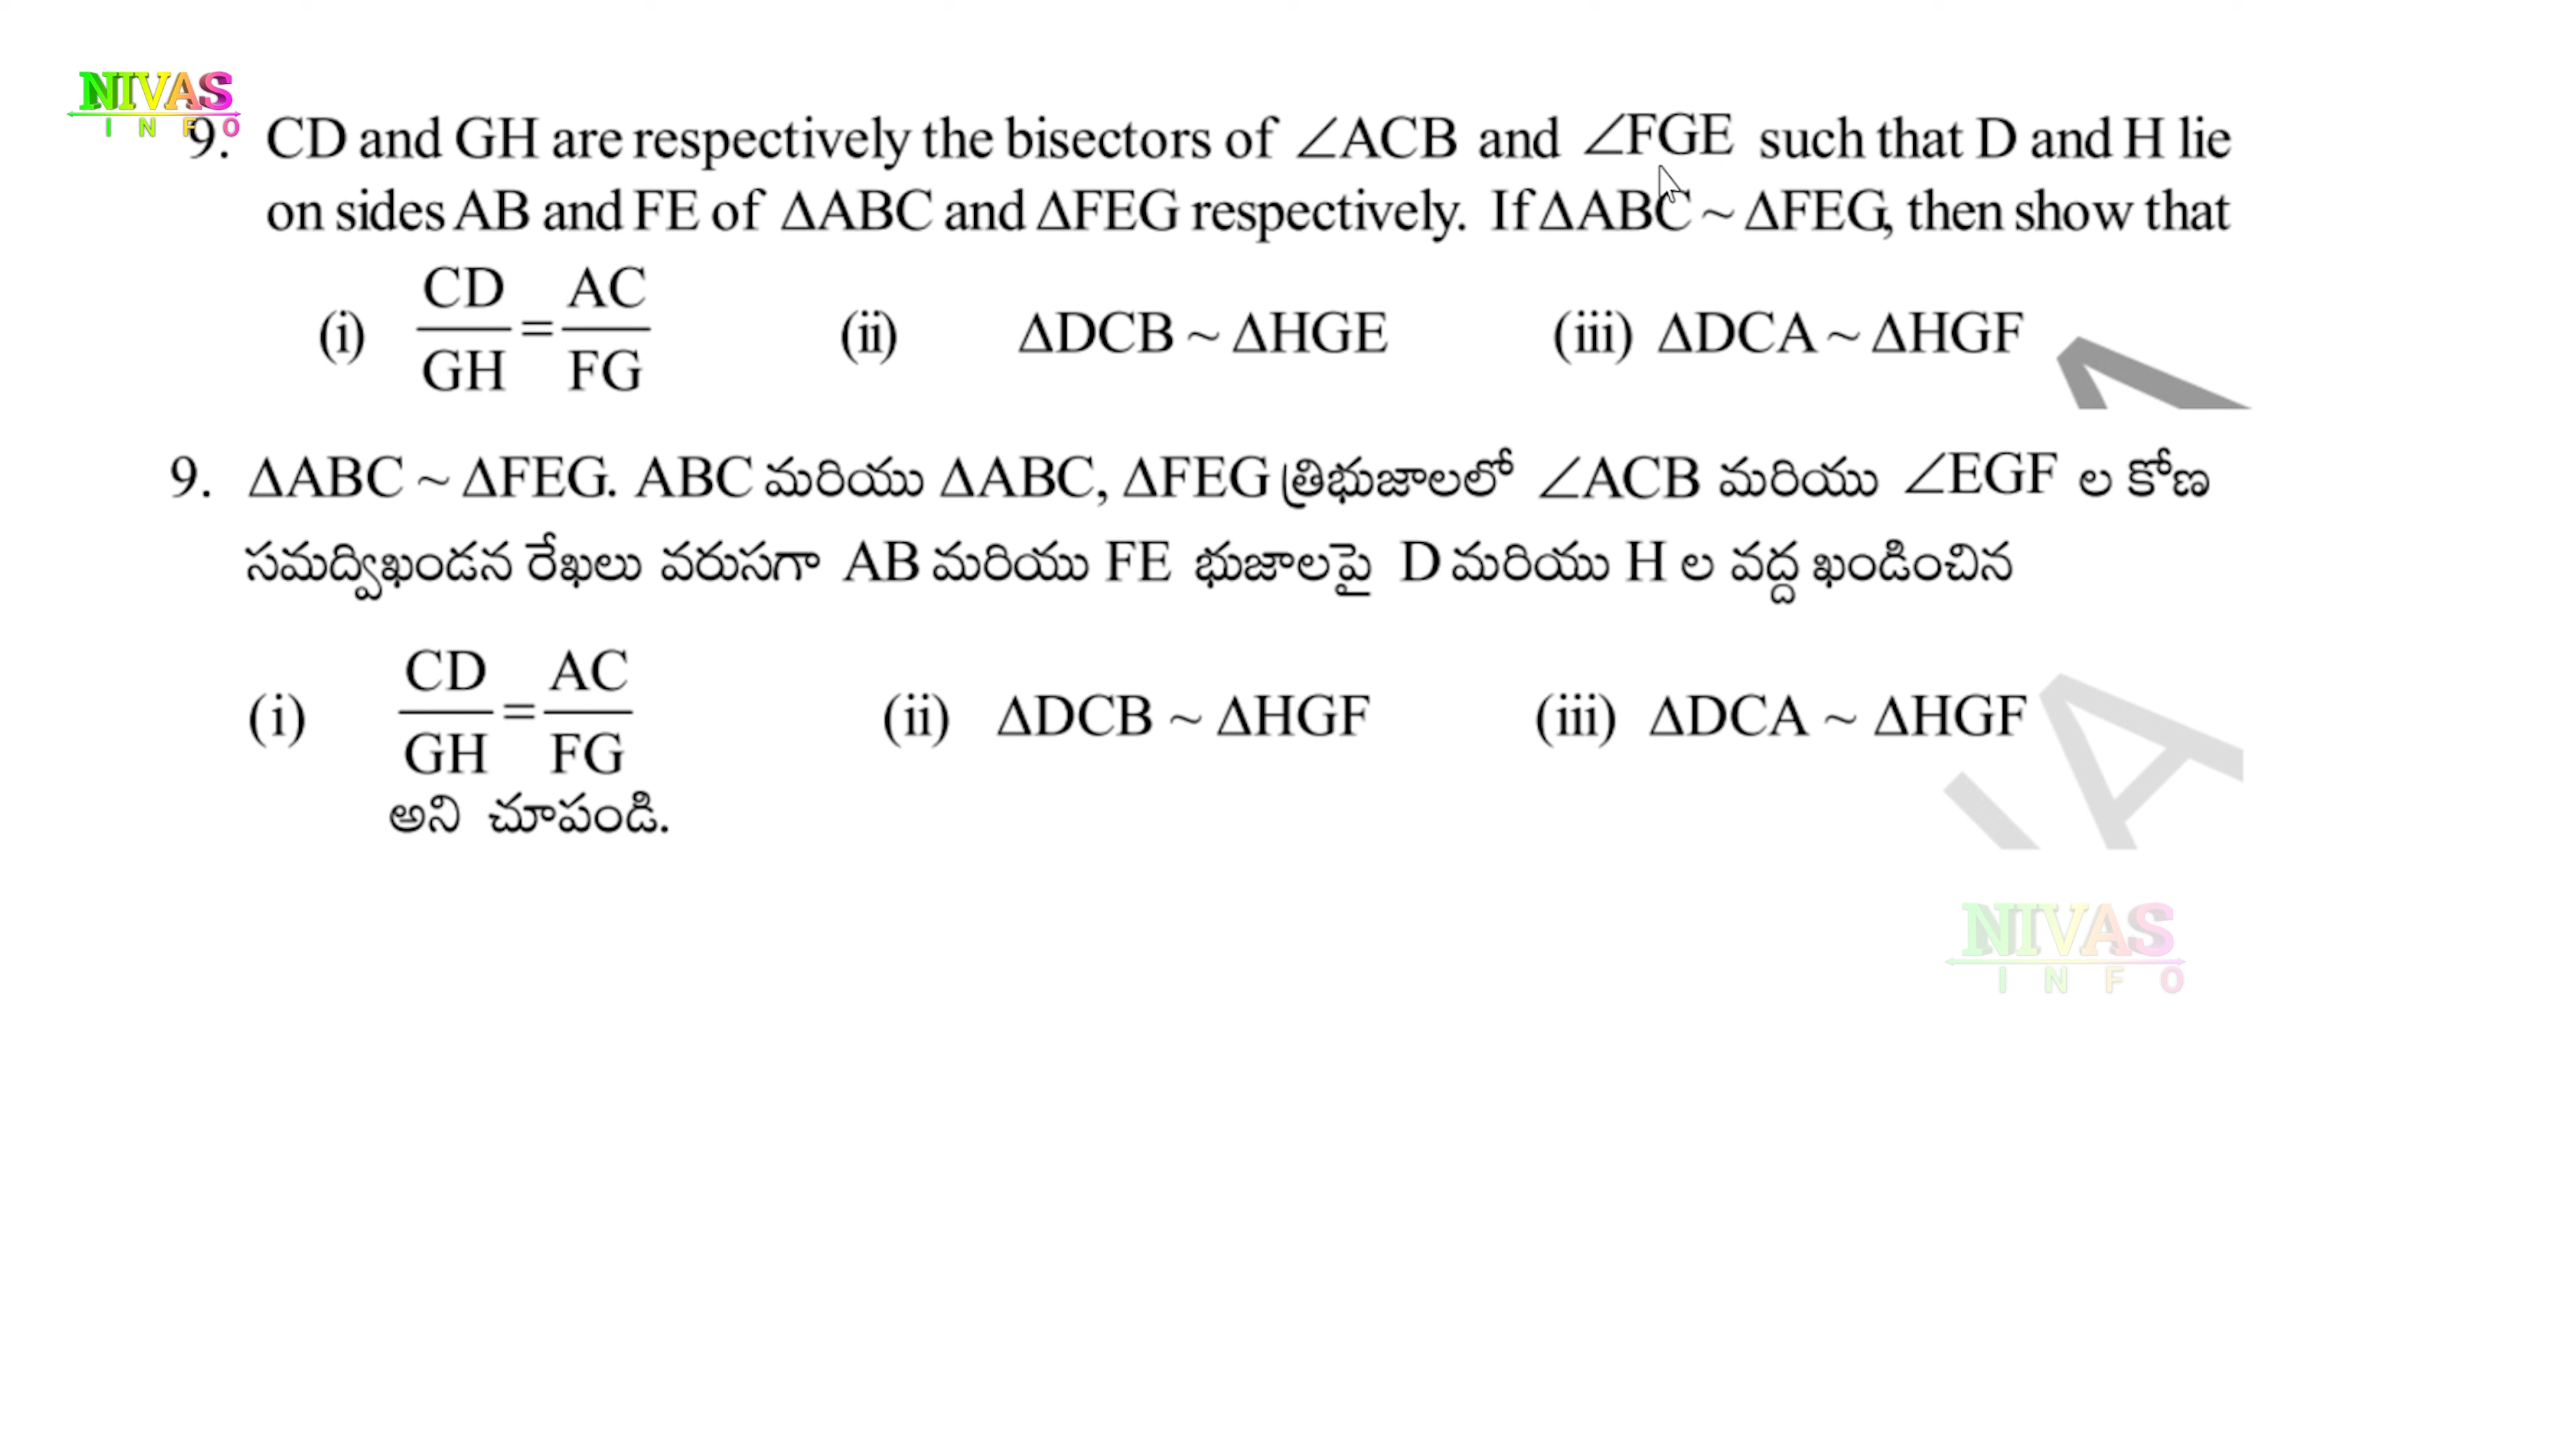 NIVAS
INFO
9. CD and GH are respectively the bisectors of ∠ACB and ∠FGE such that D and H lie
on sides AB and FE of ΔABC and ΔFEG respectively. If ΔABC ~ ΔFEG, then show that
(i) CD/GH = AC/FG (ii) ΔDCB ~ ΔHGE (iii) ΔDCA ~ ΔHGF
9. ΔABC ~ ΔFEG. ABC మరియు ΔABC, ΔFEG త్రిభుజాలలో ∠ACB మరియు ∠EGF ల కోణ
సమద్విఖండన రేఖలు వరుసగా AB మరియు FE భుజాలపై D మరియు H ల వద్ద ఖండించిన
(i) CD/GH = AC/FG (ii) ΔDCB ~ ΔHGF (iii) ΔDCA ~ ΔHGF
అని చూపండి.
NIVAS
INFO